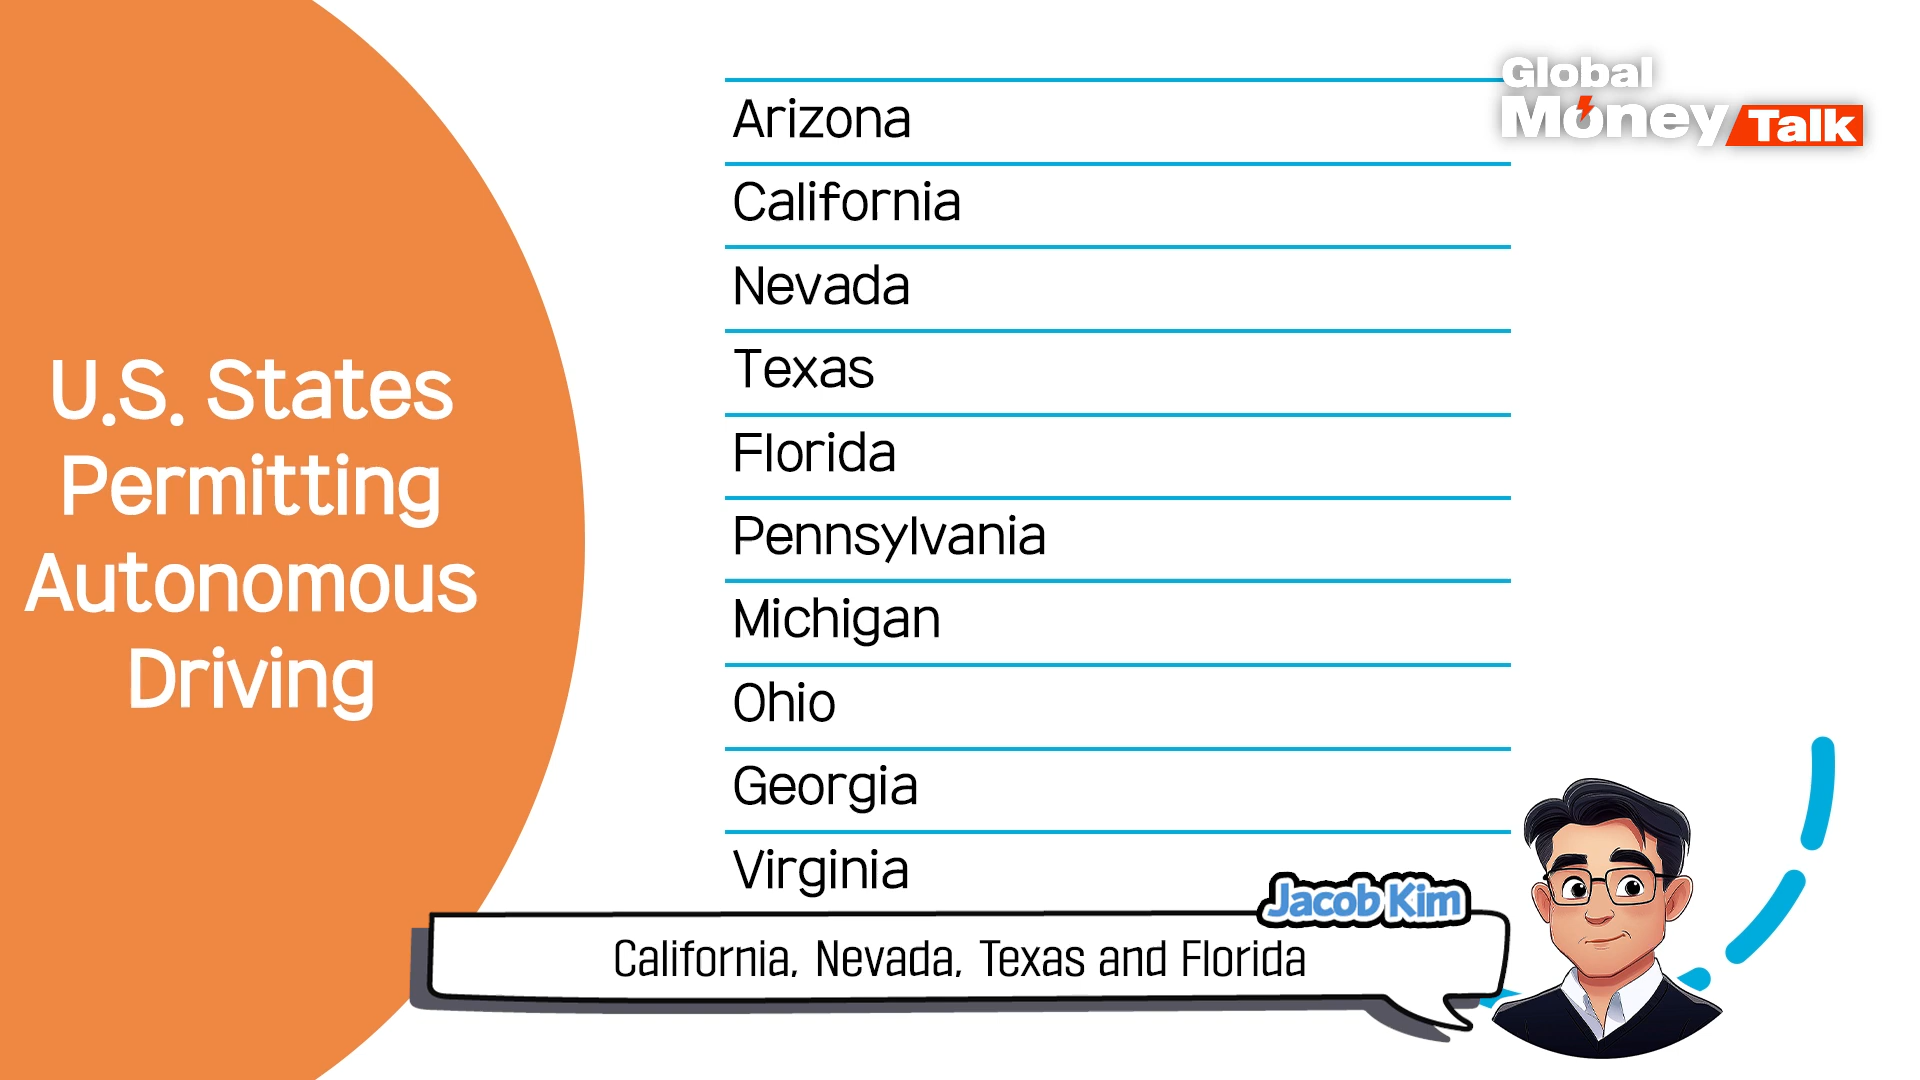 Global
Money Talk
U.S. States
Permitting
Autonomous
Driving
Arizona
California
Nevada
Texas
Florida
Pennsylvania
Michigan
Ohio
Georgia
Virginia
Jacob Kim
California, Nevada, Texas and Florida